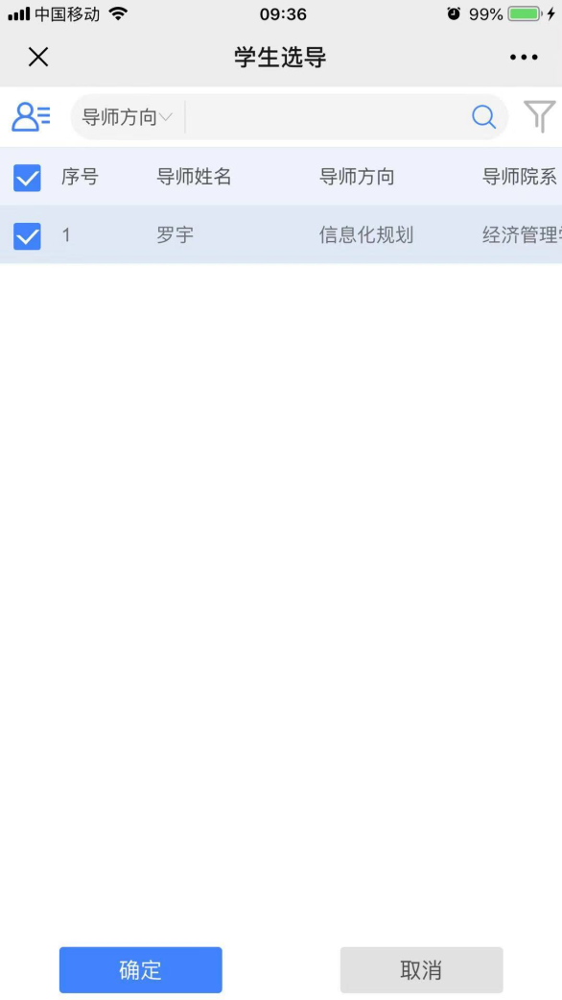 中国移动 09:36 99%
学生选导
导师方向
序号 导师姓名 导师方向 导师院系
1 罗宇 信息化规划 经济管理
确定 取消